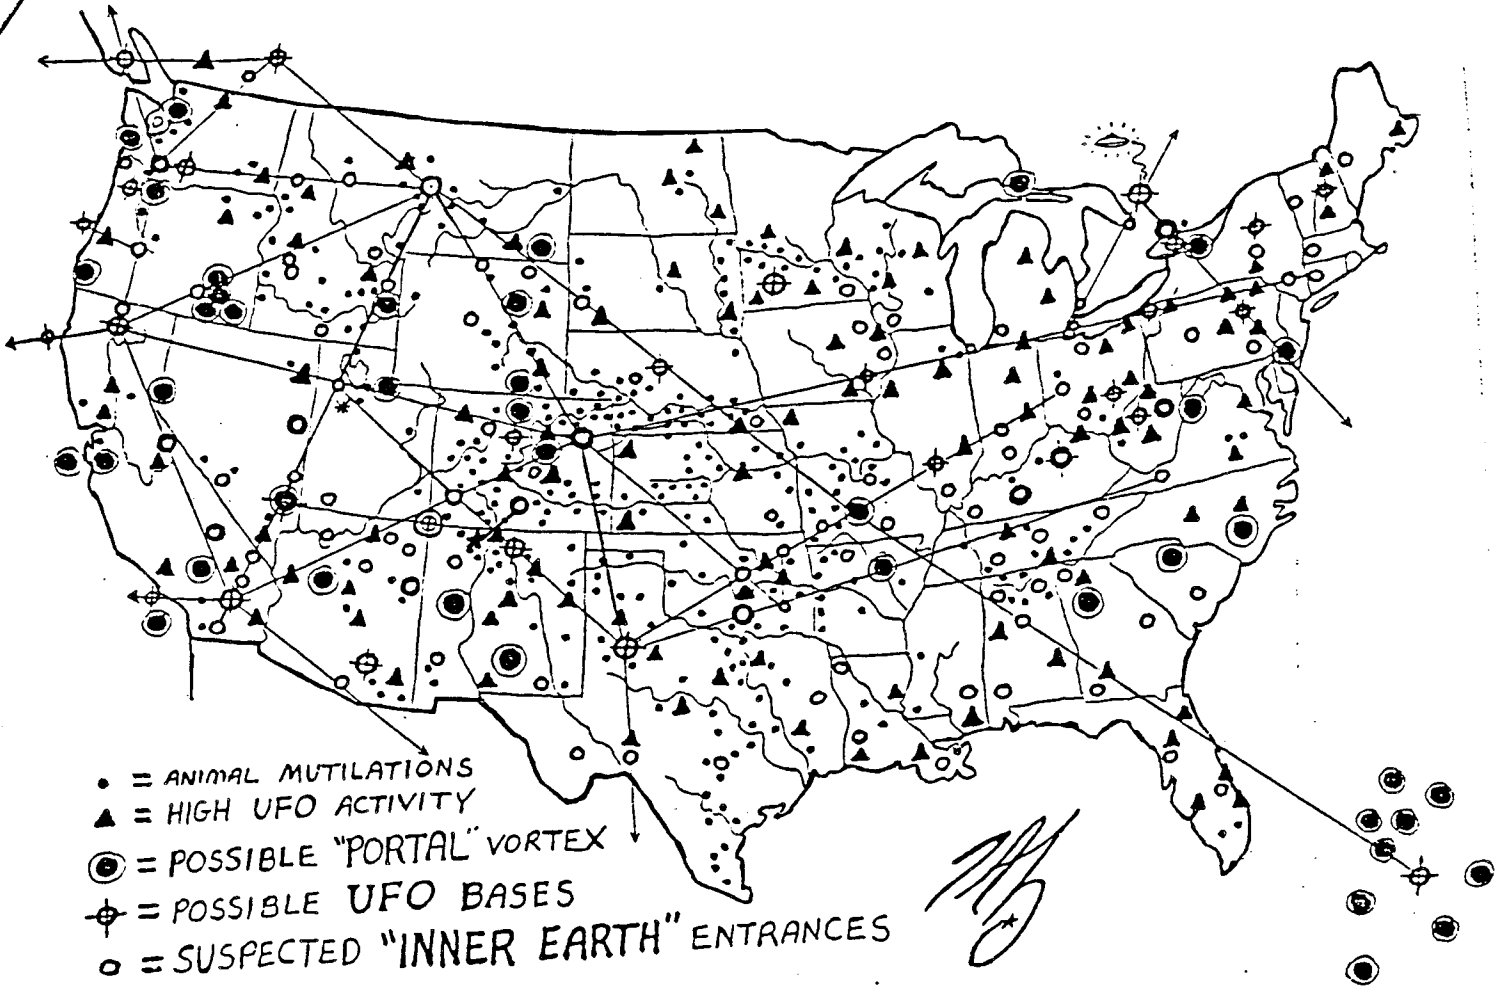 • = ANIMAL MUTILATIONS
▲ = HIGH UFO ACTIVITY
◉ = POSSIBLE "PORTAL" VORTEX
⌖ = POSSIBLE UFO BASES
○ = SUSPECTED "INNER EARTH" ENTRANCES